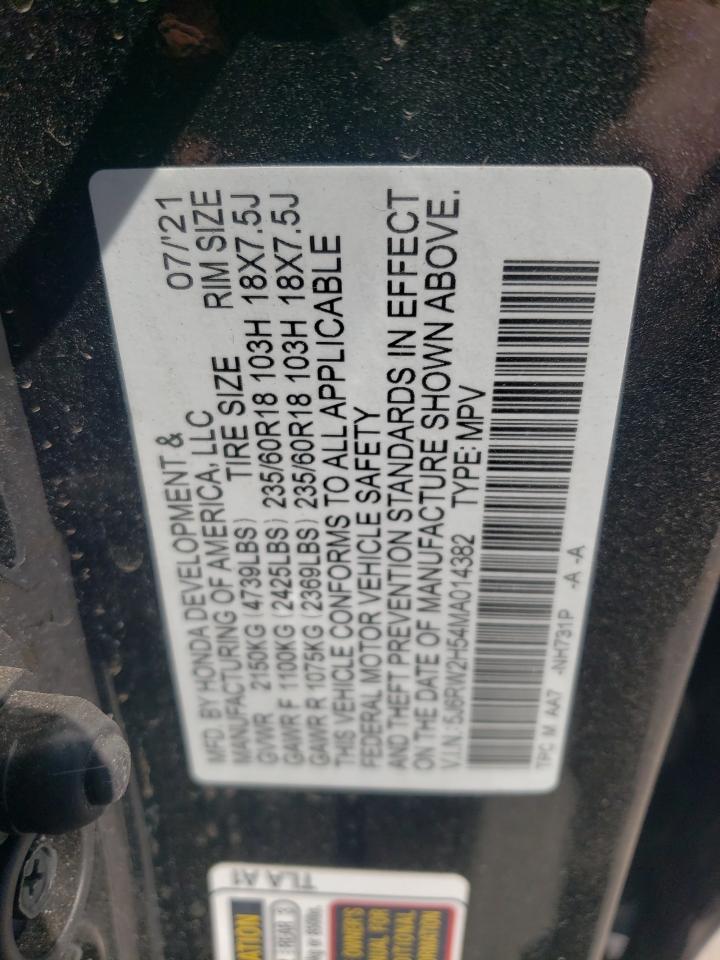 MFD. BY HONDA DEVELOPMENT & 07/'21
MANUFACTURING OF AMERICA, LLC
TIRE SIZE RIM SIZE
GVWR 2150KG (4739LBS)
GAWR F 1100KG (2425LBS) 235/60R18 103H 18X7.5J
GAWR R 1075KG (2369LBS) 235/60R18 103H 18X7.5J
THIS VEHICLE CONFORMS TO ALL APPLICABLE
FEDERAL MOTOR VEHICLE SAFETY
AND THEFT PREVENTION STANDARDS IN EFFECT
ON THE DATE OF MANUFACTURE SHOWN ABOVE.
V.I.N.:5J6RW2H54MA014382 TYPE:MPV
TPC M AA7 -NH731P -A -A
TLA A1
REAR 3
OWNER'S